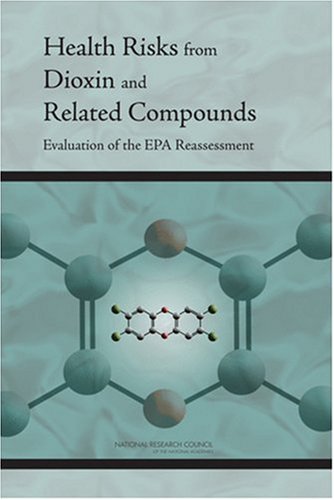 Health Risks from
Dioxin and
Related Compounds
Evaluation of the EPA Reassessment
NATIONAL RESEARCH COUNCIL
OF THE NATIONAL ACADEMIES